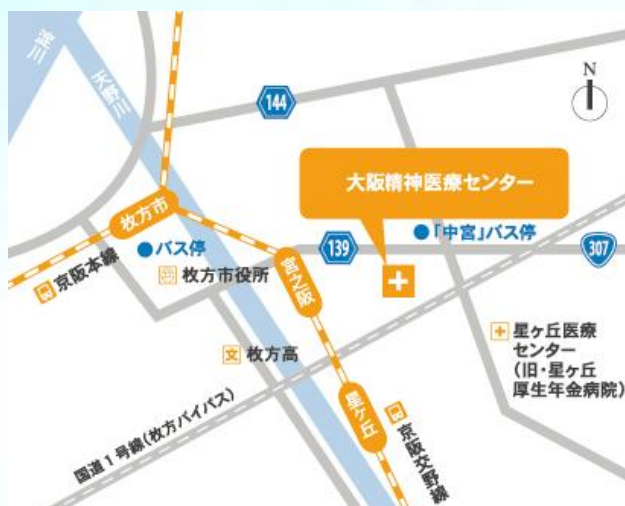 淀川
天野川
144
N
大阪精神医療センター
枚方市
バス停
139
「中宮」バス停
307
京阪本線
枚方市役所
宮之阪
文
枚方高
星ヶ丘医療
センター
（旧・星ヶ丘
厚生年金病院）
国道1号線（枚方バイパス）
星ヶ丘
京阪交野線